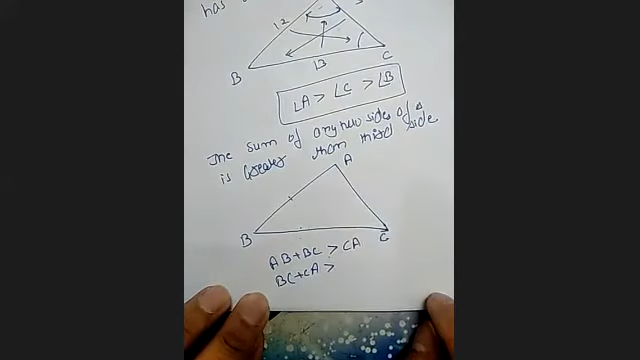 has
12
B
13
C
∠A > ∠C > ∠B
The sum of any two sides of a
is Greater than third side
A
B
C
AB+BC > CA
BC+CA >